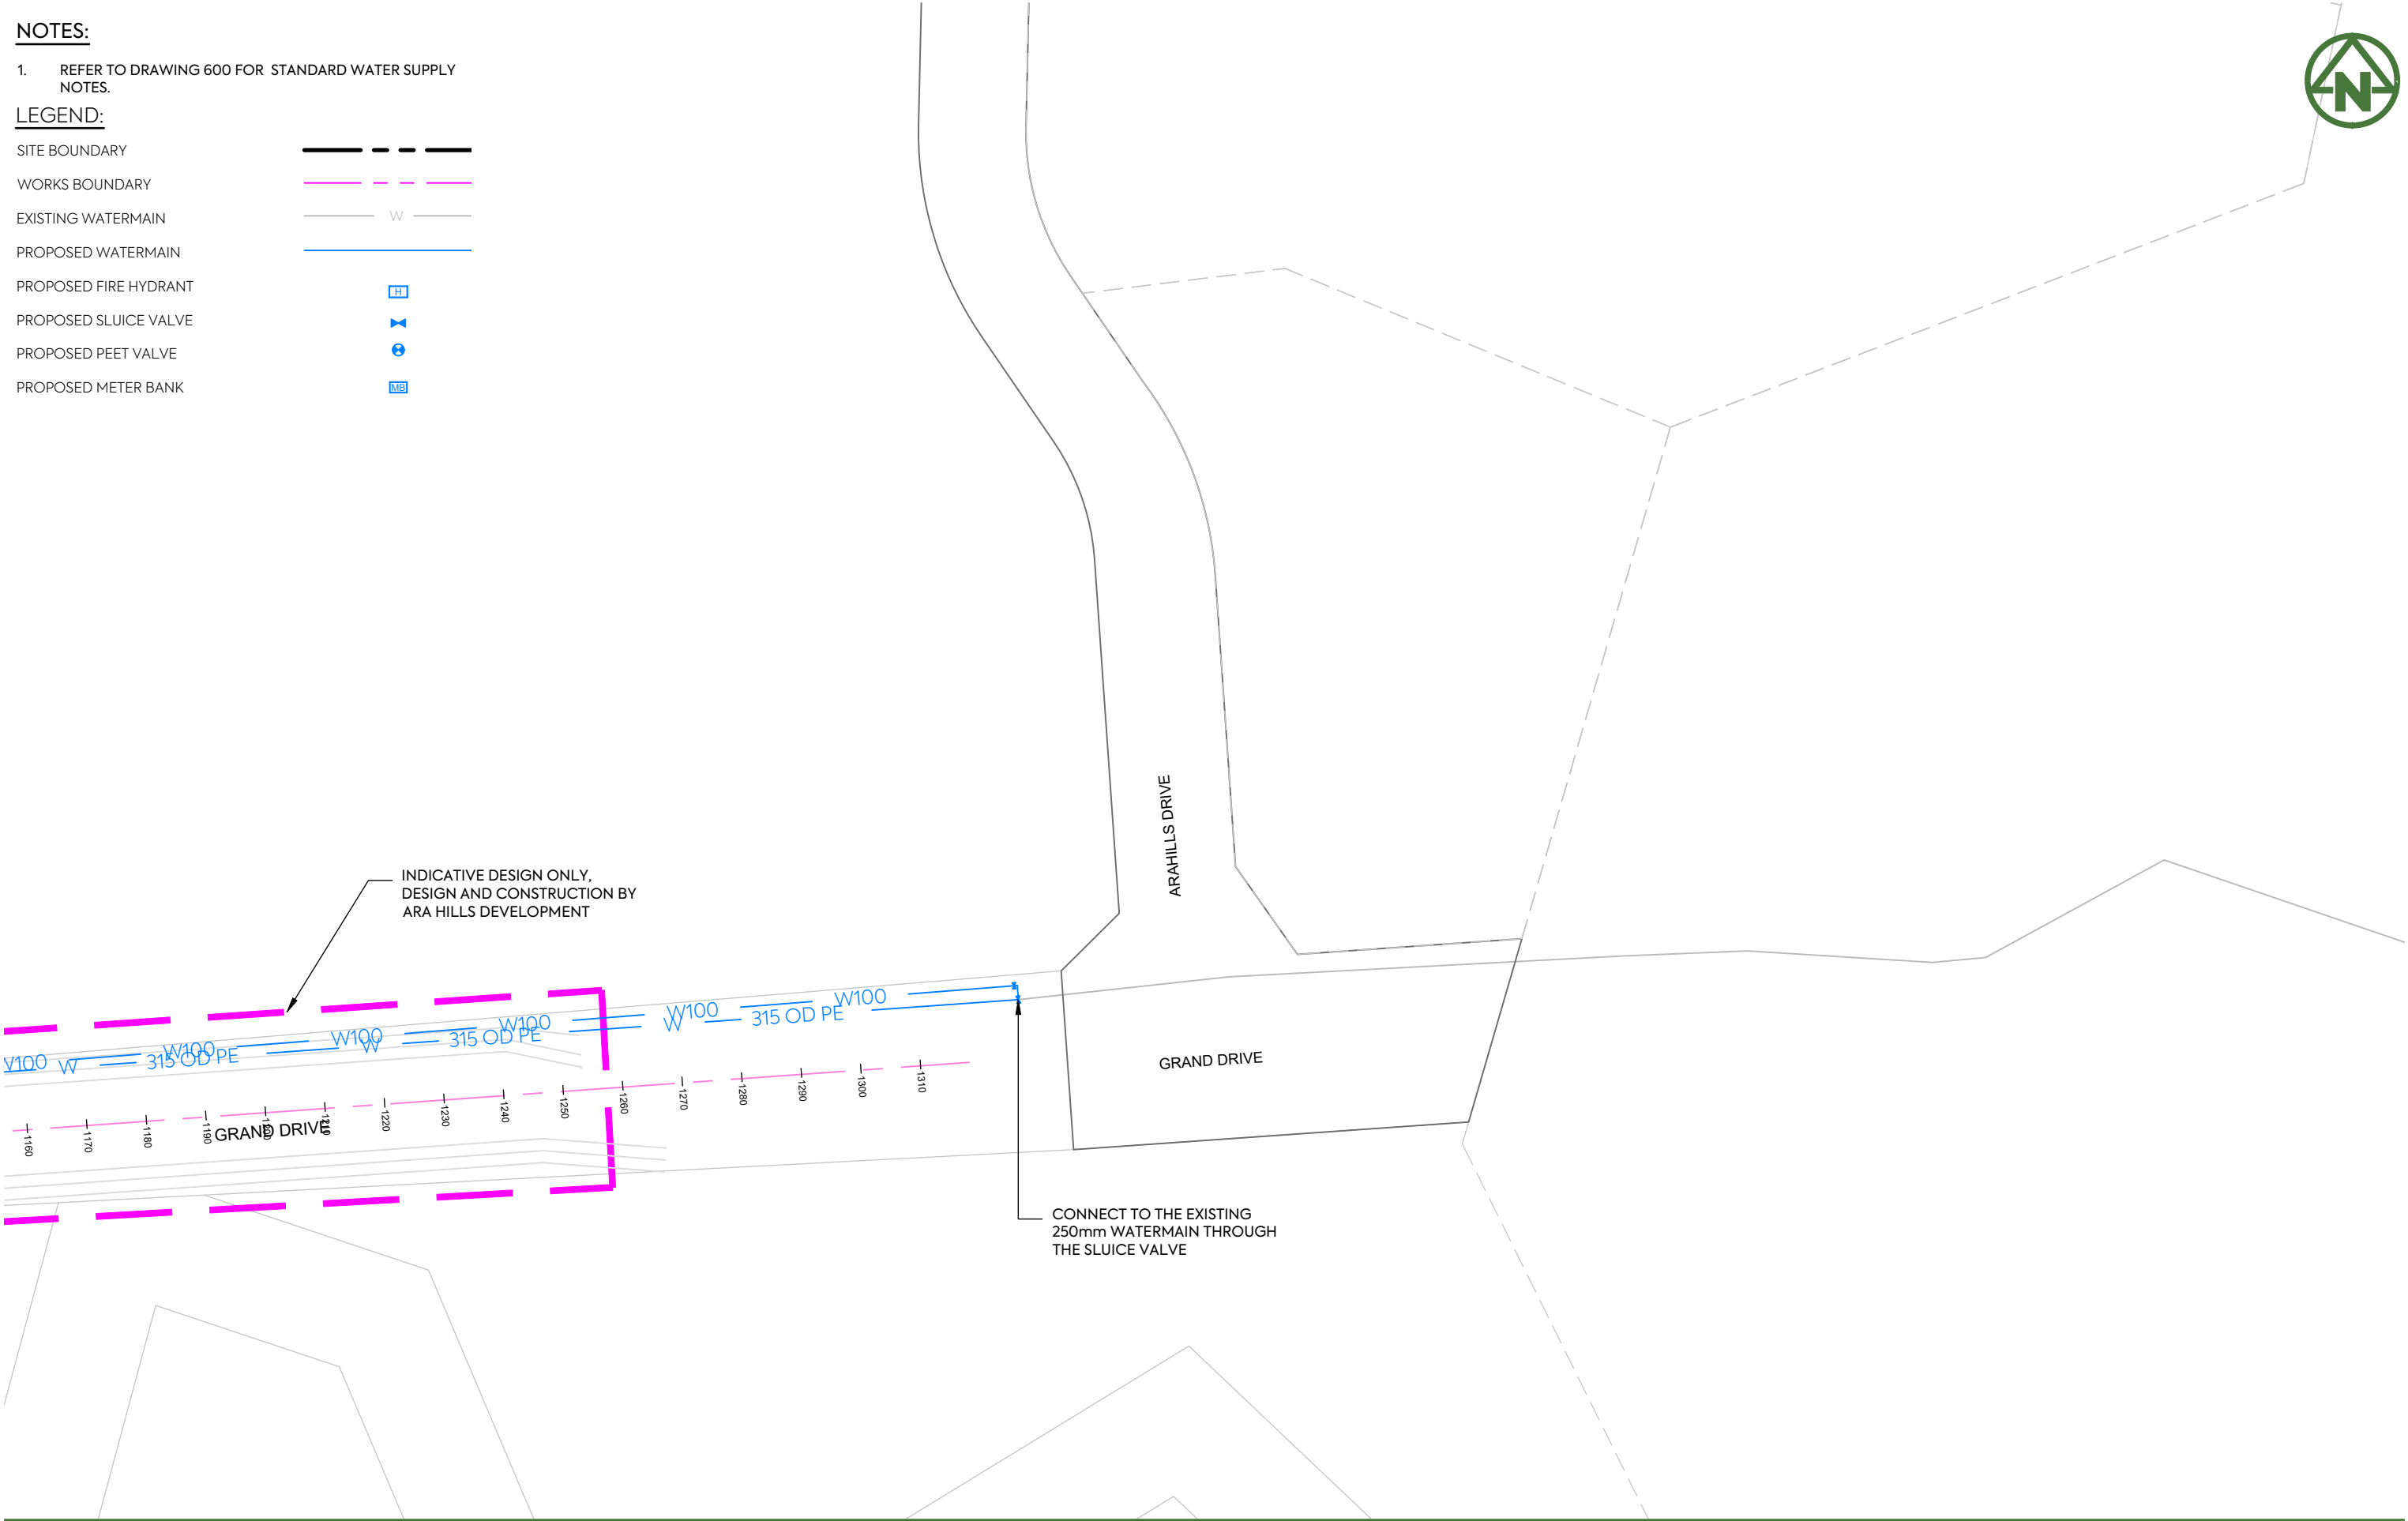 NOTES:
1. REFER TO DRAWING 600 FOR STANDARD WATER SUPPLY
NOTES.
LEGEND:
SITE BOUNDARY
WORKS BOUNDARY
EXISTING WATERMAIN
W
PROPOSED WATERMAIN
PROPOSED FIRE HYDRANT
H
PROPOSED SLUICE VALVE
PROPOSED PEET VALVE
PROPOSED METER BANK
MB
N
ARAHILLS DRIVE
INDICATIVE DESIGN ONLY,
DESIGN AND CONSTRUCTION BY
ARA HILLS DEVELOPMENT
W100
W100
W100
W100
W100
W
315 OD PE
W
315 OD PE
W
315 OD PE
GRAND DRIVE
1160
1170
1180
1190
1200
1210
1220
1230
1240
1250
1260
1270
1280
1290
1300
1310
GRAND DRIVE
CONNECT TO THE EXISTING
250mm WATERMAIN THROUGH
THE SLUICE VALVE